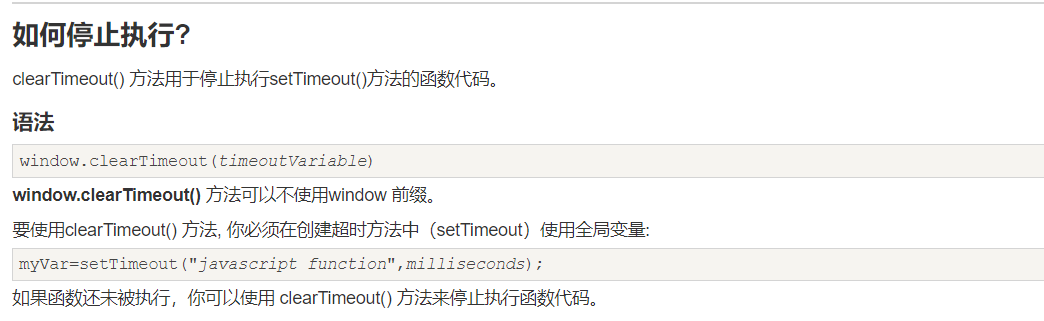 如何停止执行?
clearTimeout() 方法用于停止执行setTimeout()方法的函数代码。
语法
window.clearTimeout(timeoutVariable)
window.clearTimeout() 方法可以不使用window 前缀。
要使用clearTimeout() 方法, 你必须在创建超时方法中（setTimeout）使用全局变量:
myVar=setTimeout("javascript function",milliseconds);
如果函数还未被执行，你可以使用 clearTimeout() 方法来停止执行函数代码。